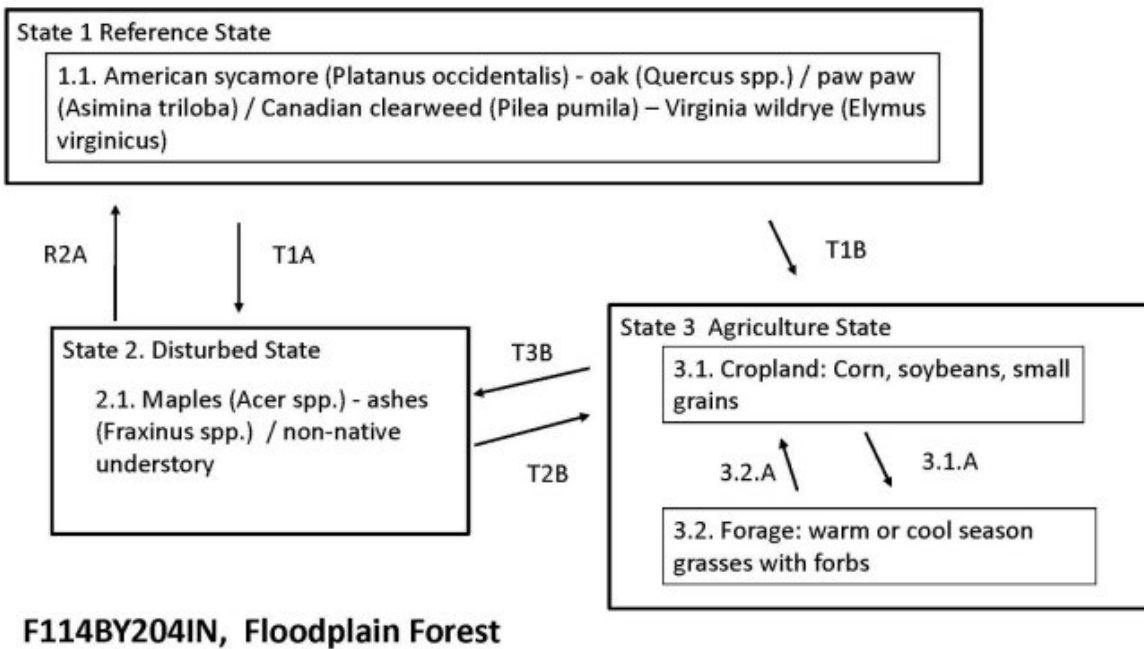 State 1 Reference State
1.1. American sycamore (Platanus occidentalis) - oak (Quercus spp.) / paw paw
(Asimina triloba) / Canadian clearweed (Pilea pumila) – Virginia wildrye (Elymus
virginicus)
R2A
T1A
T1B
State 2. Disturbed State
2.1. Maples (Acer spp.) - ashes
(Fraxinus spp.)  / non-native
understory
T3B
T2B
State 3  Agriculture State
3.1. Cropland: Corn, soybeans, small
grains
3.2.A
3.1.A
3.2. Forage: warm or cool season
grasses with forbs
F114BY204IN,  Floodplain Forest